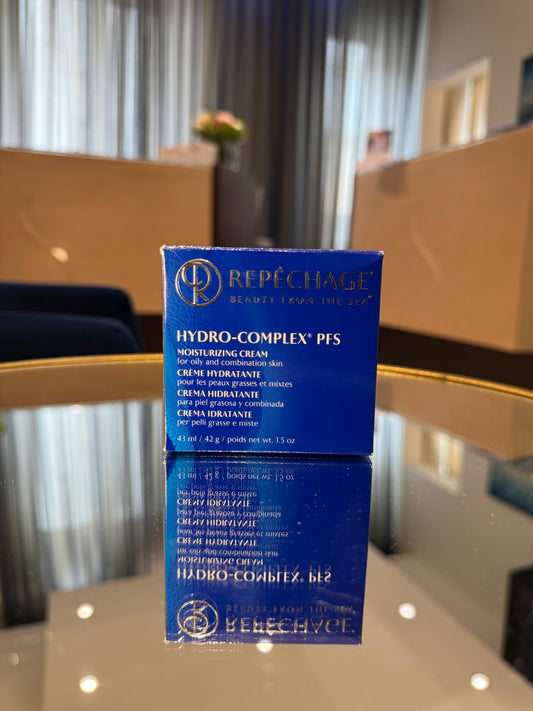 REPÊCHAGE®
BEAUTY FROM THE SEA®
HYDRO-COMPLEX® PFS
MOISTURIZING CREAM
for oily and combination skin
CRÈME HYDRATANTE
pour les peaux grasses et mixtes
CREMA HIDRATANTE
para piel grasosa y combinada
CREMA IDRATANTE
per pelli grasse e miste
43 ml / 42 g / poids net wt. 1.5 oz